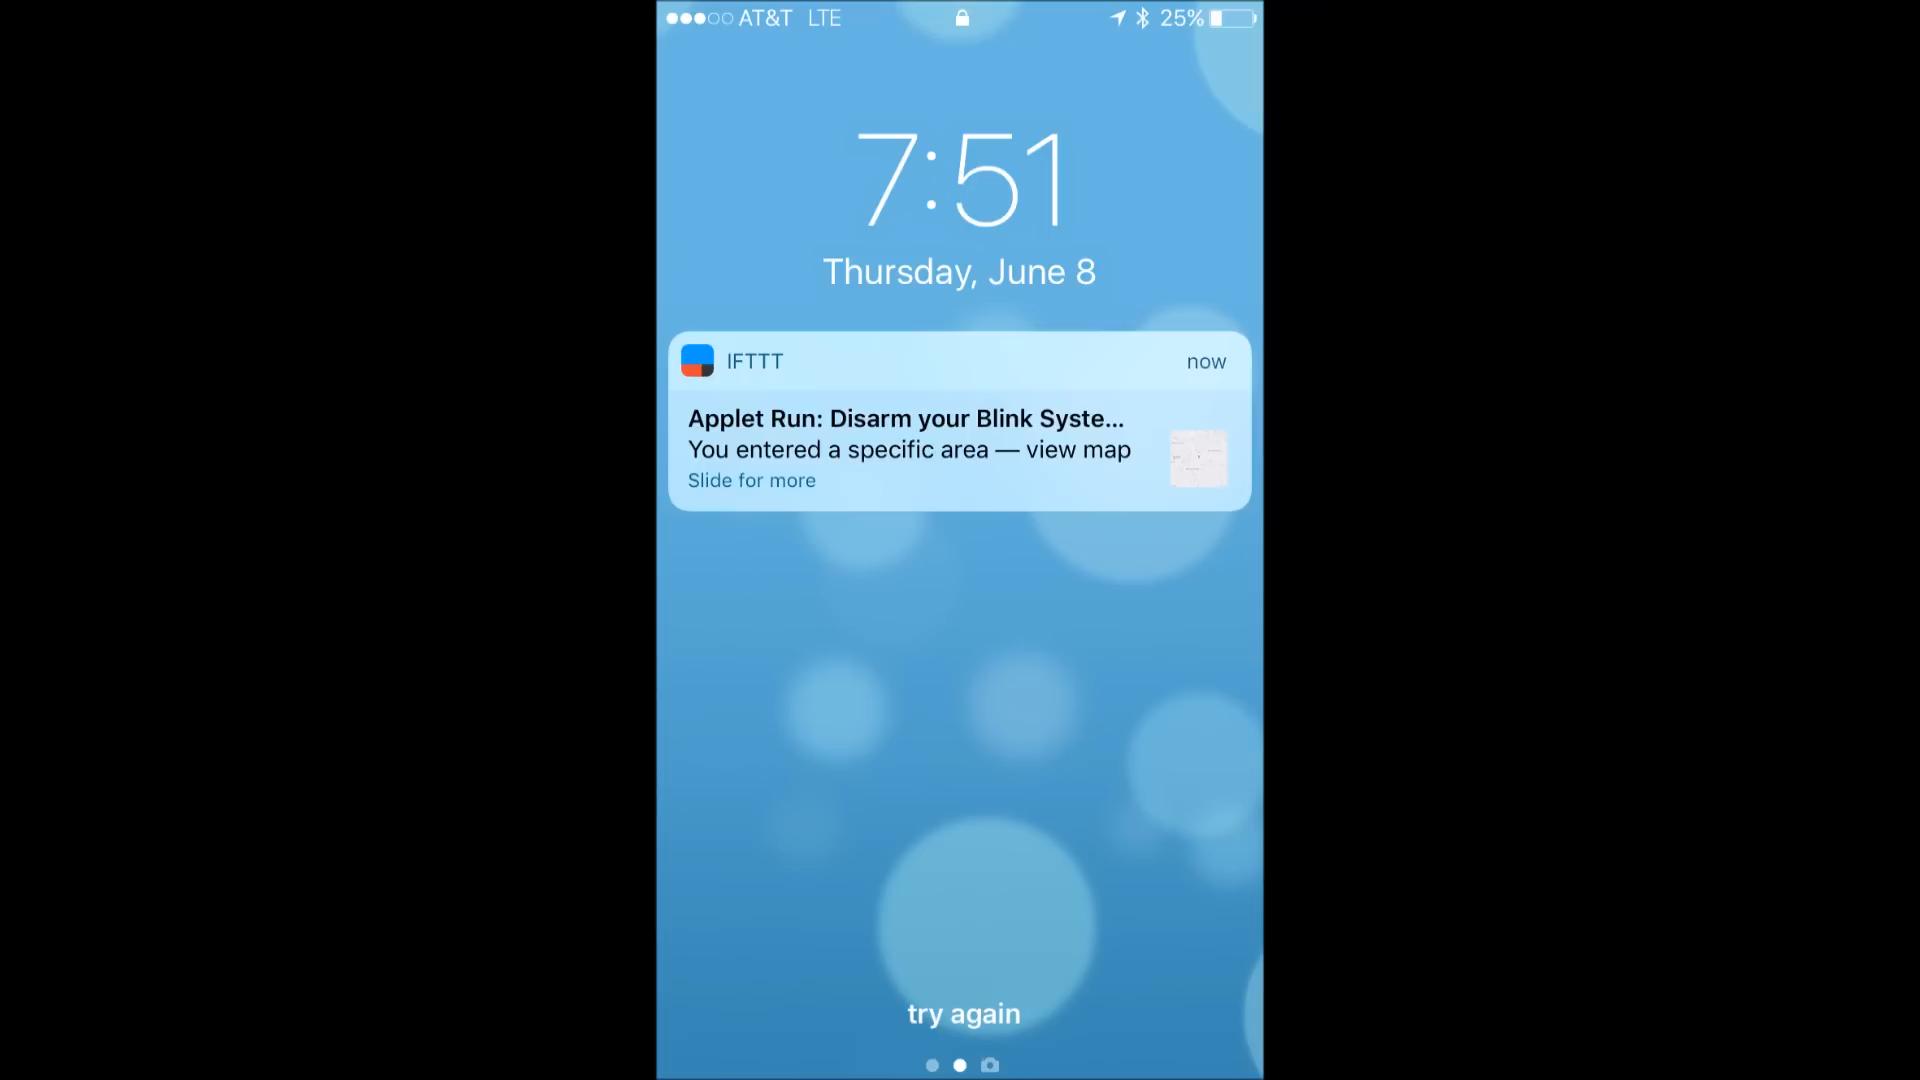 AT&T LTE 25%
7:51
Thursday, June 8
IFTTT now
Applet Run: Disarm your Blink Syste...
You entered a specific area — view map
Slide for more
try again